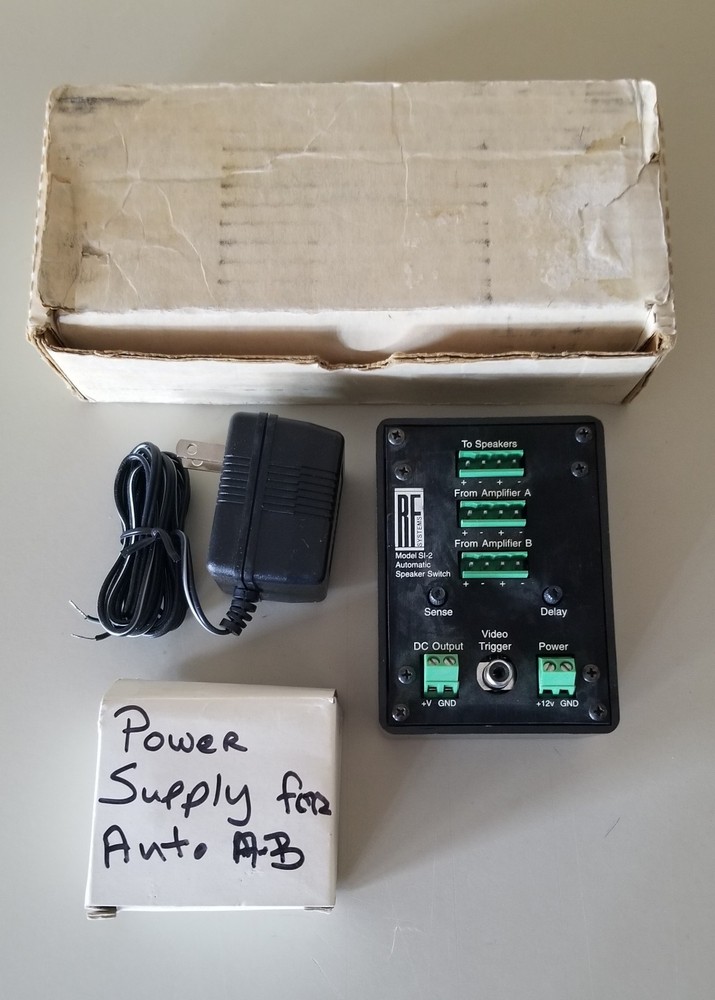 To Speakers
+ - + -
From Amplifier A
+ - + -
From Amplifier B
+ - + -
RF
SYSTEMS
Model SI-2
Automatic
Speaker Switch
Sense
Delay
DC Output
Video
Trigger
Power
+V GND
+12v GND
Power
Supply for
Auto A-B